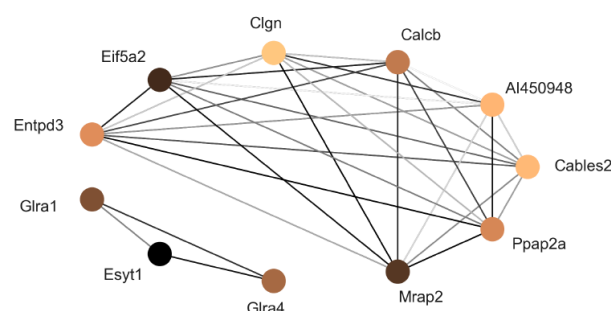 Clgn
Calcb
Eif5a2
AI450948
Entpd3
Cables2
Glra1
Ppap2a
Esyt1
Mrap2
Glra4